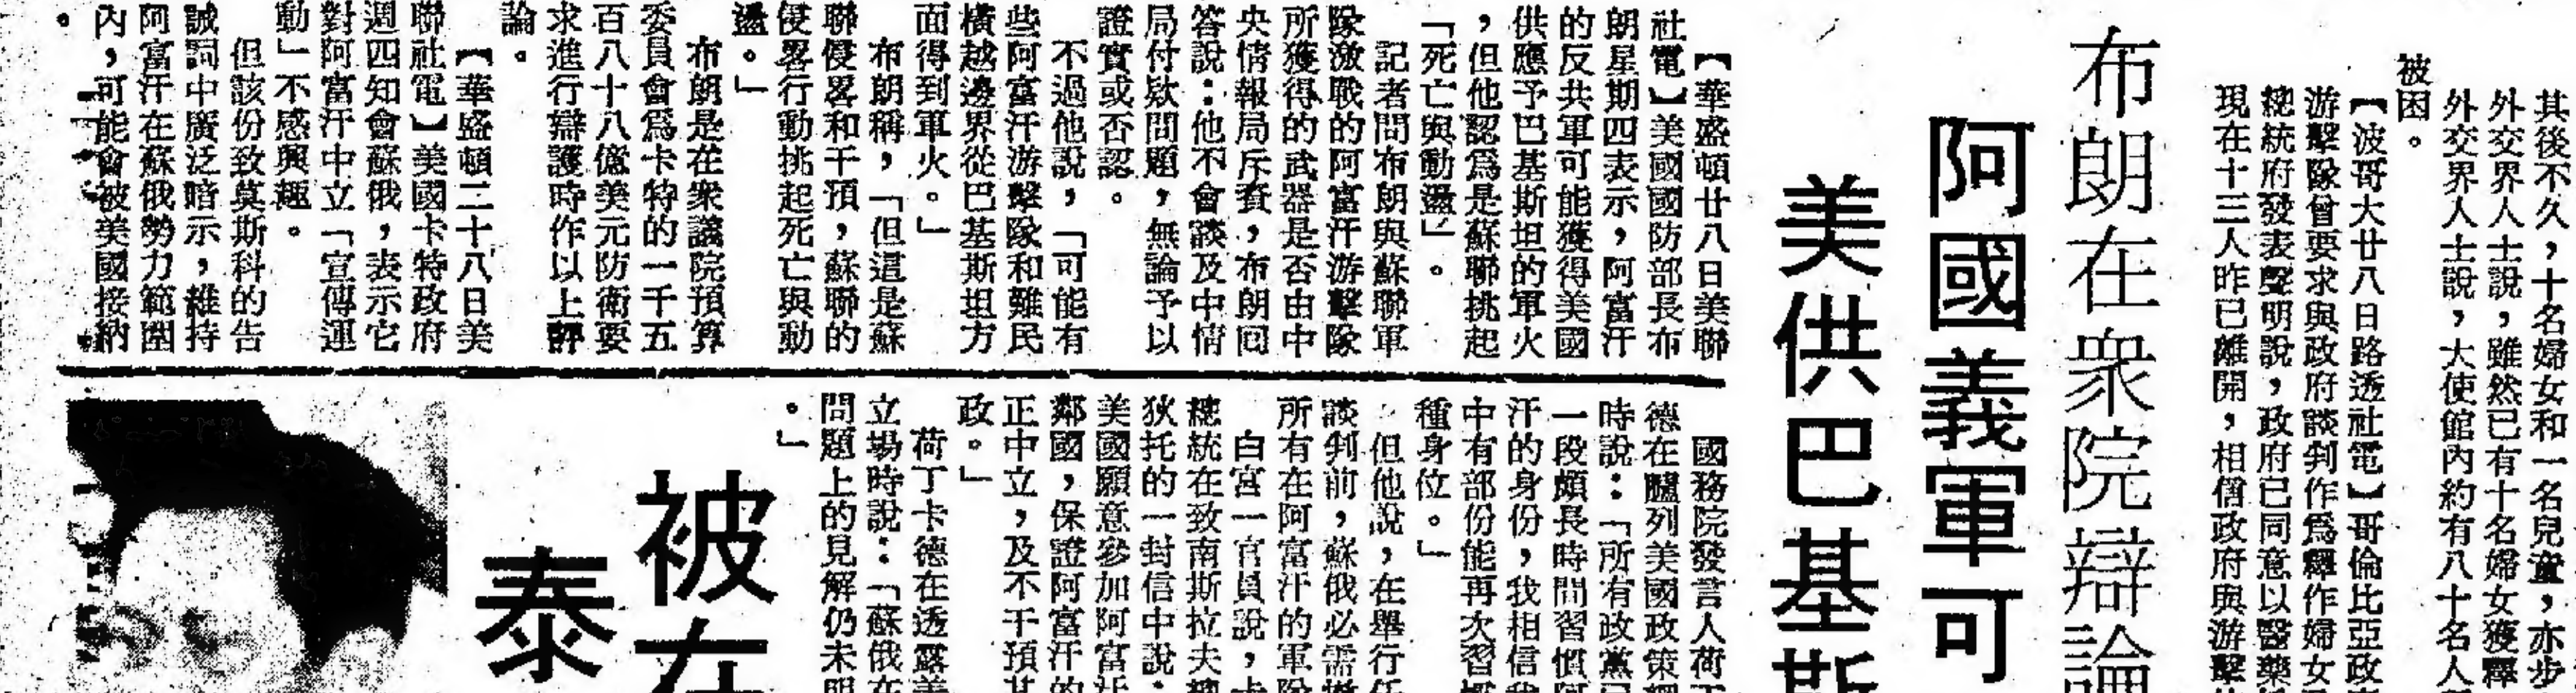 其後不久，十名婦女和一名兒童，亦步
外交界人士說，雖然已有十名婦女獲釋
外交界人士說，大使館內約有八十名人
被困。
【波哥大廿八日路透社電】哥倫比亞政
游擊隊曾要求與政府談判作爲釋作婦女
總統府發表聲明說，政府已同意以醫藥
現在十三人昨已離開，相信政府與游擊
布朗在衆院辯論
阿國義軍可
美供巴基斯
【華盛頓廿八日美聯
社電】美國國防部長布
朗星期四表示，阿富汗
的反共軍可能獲得美國
供應予巴基斯坦的軍火
，但他認爲是蘇聯挑起
「死亡與動盪」。
記者問布朗與蘇聯軍
隊激戰的阿富汗游擊隊
所獲得的武器是否由中
央情報局斥資，布朗囘
答說：他不會談及中情
局付欵問題，無論予以
證實或否認。
不過他說，「可能有
些阿富汗游擊隊和難民
橫越邊界從巴基斯坦方
面得到軍火。」
布朗稱，「但這是蘇
聯侵畧和干預，蘇聯的
侵畧行動挑起死亡與動
盪。」
布朗是在衆議院預算
委員會爲卡特的一千五
百八十八億美元防衛要
求進行辯護時作以上評
論。
【華盛頓二十八日美
聯社電】美國卡特政府
週四知會蘇俄，表示它
對阿富汗中立「宣傳運
動」不感興趣。
但該份致莫斯科的告
誡詞中廣泛暗示，維持
阿富汗在蘇俄勢力範圍
內，可能會被美國接納
。
國務院發言人荷丁
德在臚列美國政策綱
時說：「所有政黨已
一段頗長時間習慣阿
汗的身份，我相信我
中有部份能再次習慣
種身位。」
但他說，在舉行任
談判前，蘇俄必需撤
所有在阿富汗的軍隊
白宮一官員說，卡
總統在致南斯拉夫總
狄托的一封信中說：
美國願意參加阿富汗
鄰國，保證阿富汗的
正中立，及不干預其
政。」
荷丁卡德在透露美
立塲時說：「蘇俄在
問題上的見解仍未明
。」
被在
泰